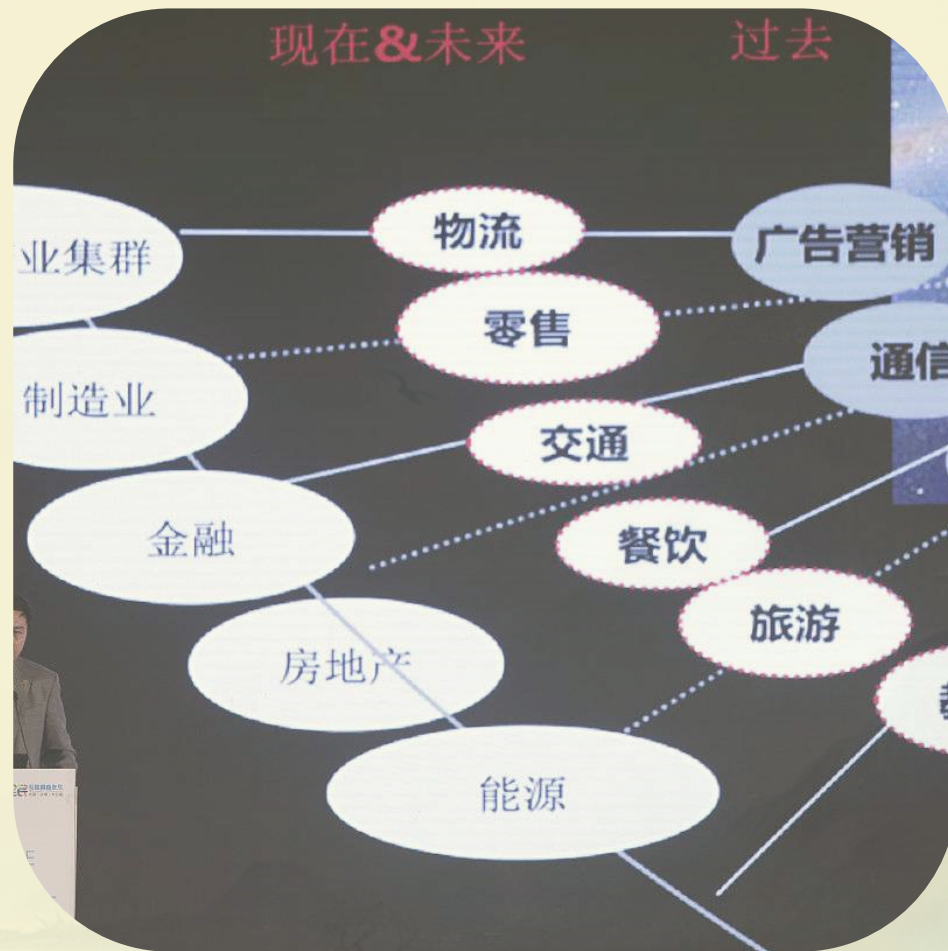 现在&未来
过去
业集群
物流
广告营销
零售
制造业
通信
交通
金融
餐饮
旅游
房地产
能源